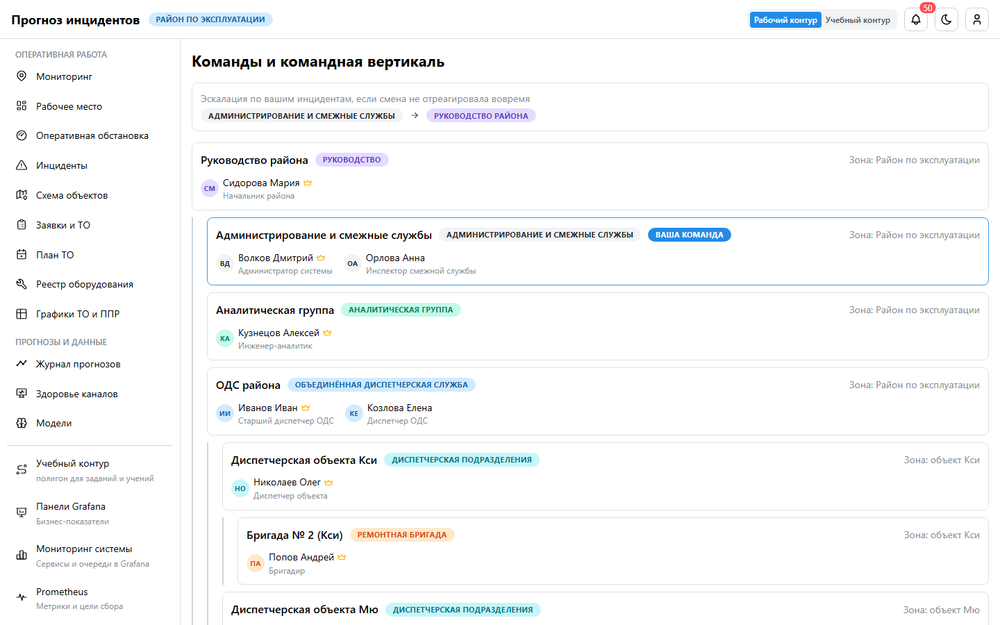 Прогноз инцидентов
РАЙОН ПО ЭКСПЛУАТАЦИИ
Рабочий контур
Учебный контур
50
ОПЕРАТИВНАЯ РАБОТА
Мониторинг
Рабочее место
Оперативная обстановка
Инциденты
Схема объектов
Заявки и ТО
План ТО
Реестр оборудования
Графики ТО и ППР
ПРОГНОЗЫ И ДАННЫЕ
Журнал прогнозов
Здоровье каналов
Модели
Учебный контур
полигон для заданий и учений
Панели Grafana
Бизнес-показатели
Мониторинг системы
Сервисы и очереди в Grafana
Prometheus
Метрики и цели сбора
Команды и командная вертикаль
Эскалация по вашим инцидентам, если смена не отреагировала вовремя
АДМИНИСТРИРОВАНИЕ И СМЕЖНЫЕ СЛУЖБЫ → РУКОВОДСТВО РАЙОНА
Руководство района РУКОВОДСТВО Зона: Район по эксплуатации
СМ Сидорова Мария
Начальник района
Администрирование и смежные службы АДМИНИСТРИРОВАНИЕ И СМЕЖНЫЕ СЛУЖБЫ ВАША КОМАНДА Зона: Район по эксплуатации
ВД Волков Дмитрий ОА Орлова Анна
Администратор системы Инспектор смежной службы
Аналитическая группа АНАЛИТИЧЕСКАЯ ГРУППА Зона: Район по эксплуатации
КА Кузнецов Алексей
Инженер-аналитик
ОДС района ОБЪЕДИНЁННАЯ ДИСПЕТЧЕРСКАЯ СЛУЖБА Зона: Район по эксплуатации
ИИ Иванов Иван КЕ Козлова Елена
Старший диспетчер ОДС Диспетчер ОДС
Диспетчерская объекта Кси ДИСПЕТЧЕРСКАЯ ПОДРАЗДЕЛЕНИЯ Зона: объект Кси
НО Николаев Олег
Диспетчер объекта
Бригада № 2 (Кси) РЕМОНТНАЯ БРИГАДА Зона: объект Кси
ПА Попов Андрей
Бригадир
Диспетчерская объекта Мю ДИСПЕТЧЕРСКАЯ ПОДРАЗДЕЛЕНИЯ Зона: объект Мю